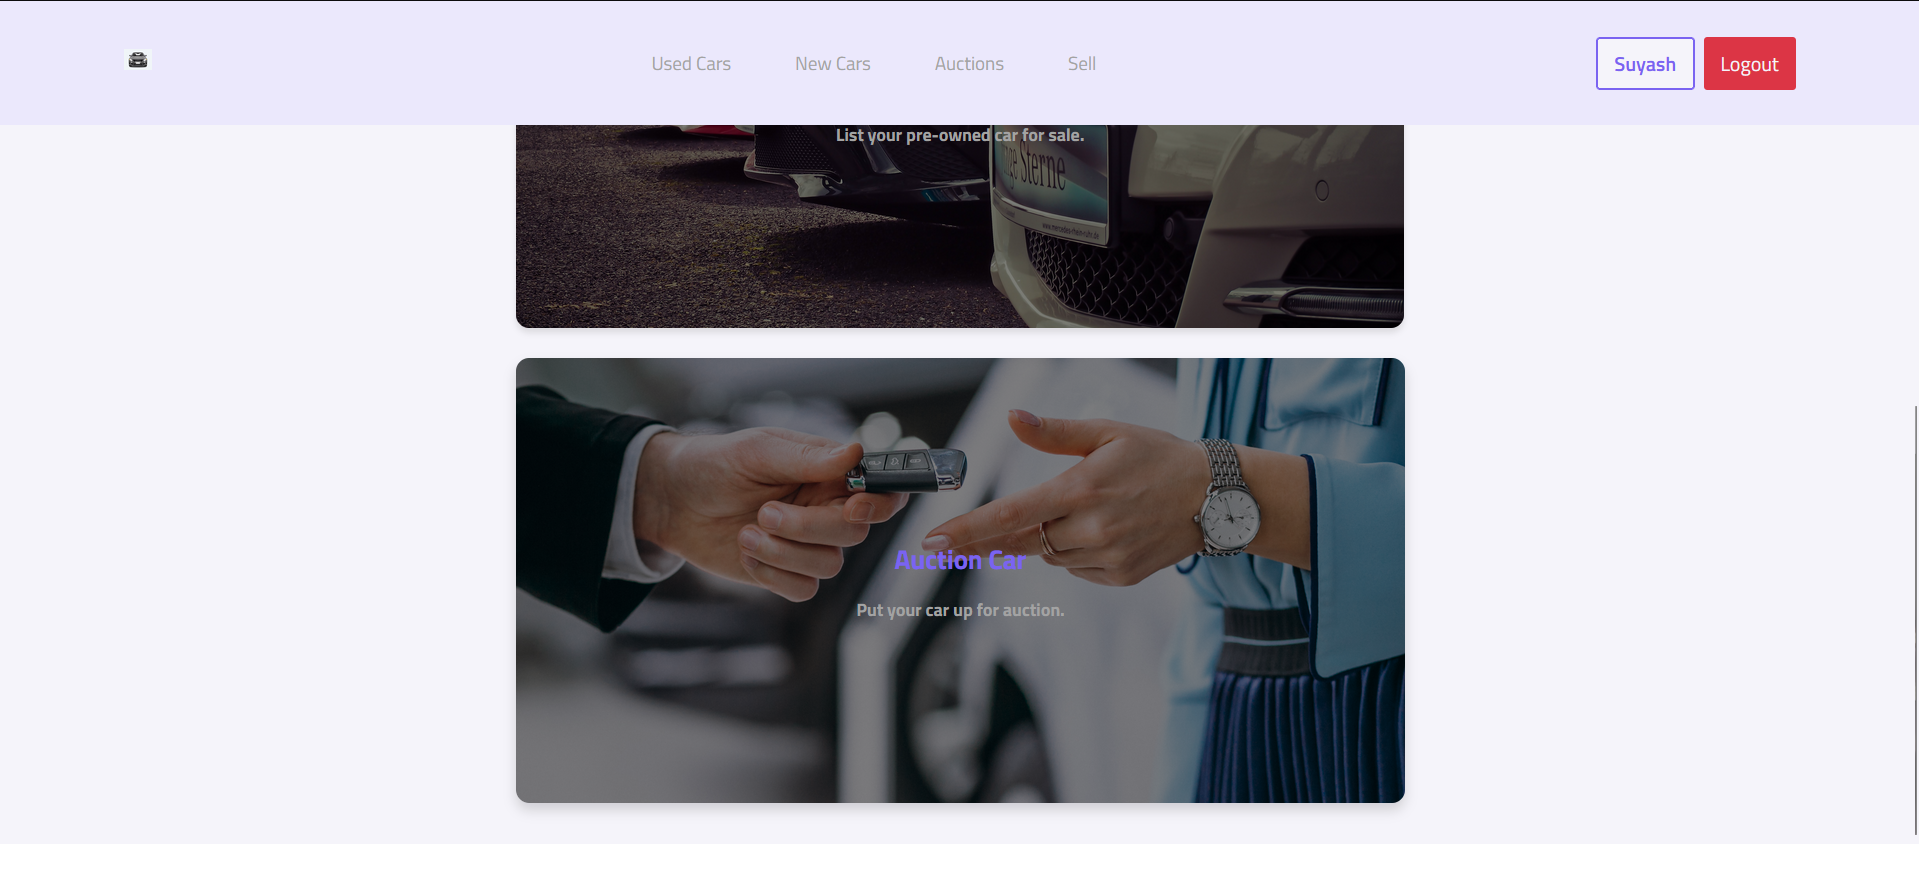 Used Cars
New Cars
Auctions
Sell
Suyash
Logout
List your pre-owned car for sale.
Sterne
Auction Car
Put your car up for auction.